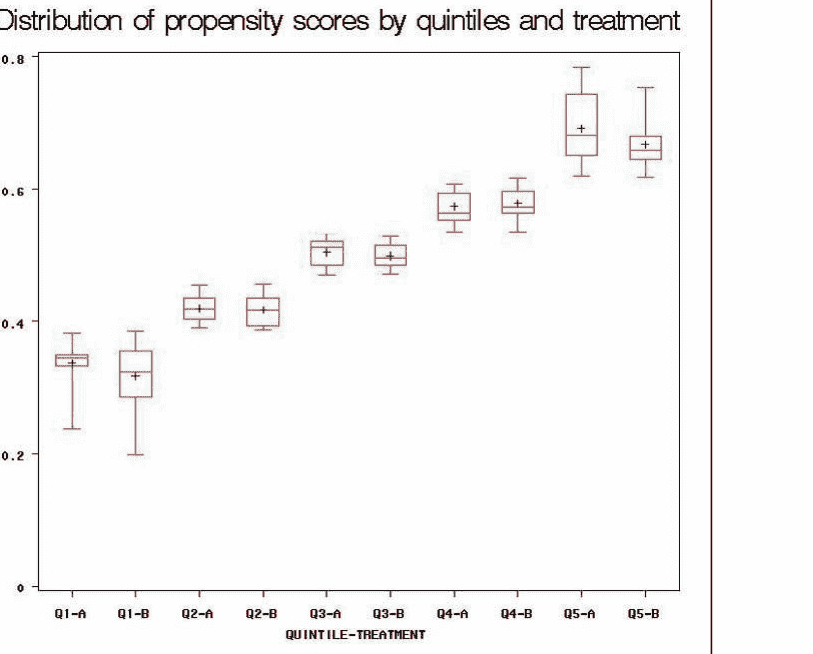 Distribution of propensity scores by quintiles and treatment
0.8
0.6
0.4
0.2
0
Q1-A Q1-B Q2-A Q2-B Q3-A Q3-B Q4-A Q4-B Q5-A Q5-B
QUINTILE-TREATMENT